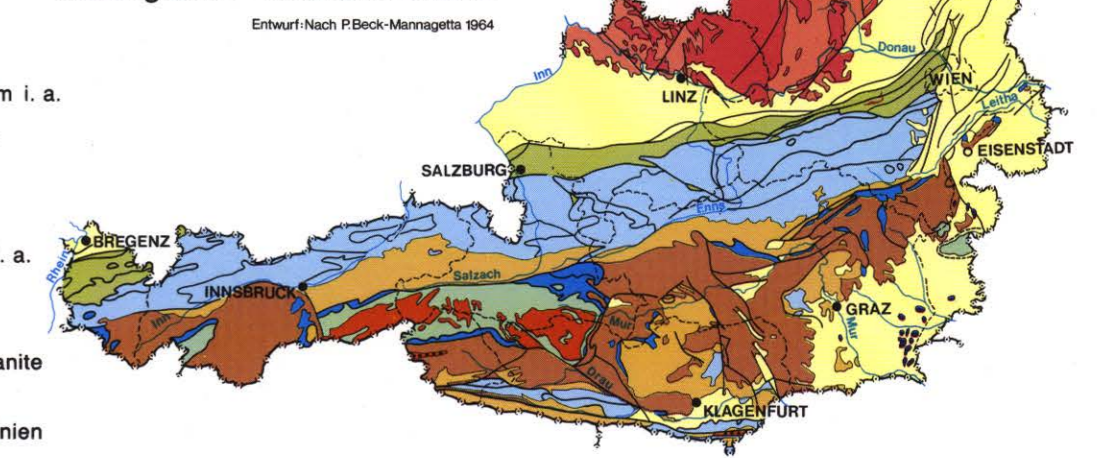 Entwurf:Nach P.Beck-Mannagetta 1964
m i. a.
. a.
anite
nien
Donau
Inn
WIEN
LINZ
Leitha
EISENSTADT
SALZBURG
Enns
BREGENZ
Rhein
Salzach
INNSBRUCK
Inn
GRAZ
Mur
Mur
Drau
KLAGENFURT